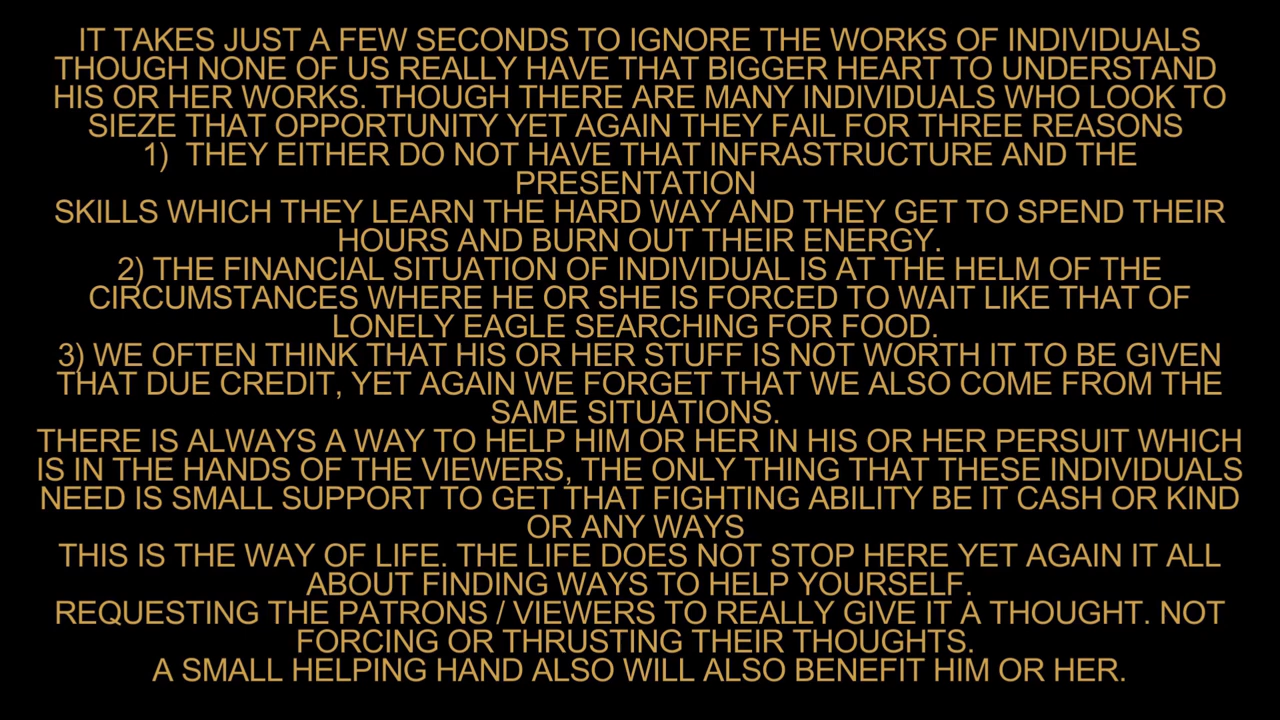 IT TAKES JUST A FEW SECONDS TO IGNORE THE WORKS OF INDIVIDUALS
THOUGH NONE OF US REALLY HAVE THAT BIGGER HEART TO UNDERSTAND
HIS OR HER WORKS. THOUGH THERE ARE MANY INDIVIDUALS WHO LOOK TO
SIEZE THAT OPPORTUNITY YET AGAIN THEY FAIL FOR THREE REASONS
1)  THEY EITHER DO NOT HAVE THAT INFRASTRUCTURE AND THE
PRESENTATION
SKILLS WHICH THEY LEARN THE HARD WAY AND THEY GET TO SPEND THEIR
HOURS AND BURN OUT THEIR ENERGY.
2) THE FINANCIAL SITUATION OF INDIVIDUAL IS AT THE HELM OF THE
CIRCUMSTANCES WHERE HE OR SHE IS FORCED TO WAIT LIKE THAT OF
LONELY EAGLE SEARCHING FOR FOOD.
3) WE OFTEN THINK THAT HIS OR HER STUFF IS NOT WORTH IT TO BE GIVEN
THAT DUE CREDIT, YET AGAIN WE FORGET THAT WE ALSO COME FROM THE
SAME SITUATIONS.
THERE IS ALWAYS A WAY TO HELP HIM OR HER IN HIS OR HER PERSUIT WHICH
IS IN THE HANDS OF THE VIEWERS, THE ONLY THING THAT THESE INDIVIDUALS
NEED IS SMALL SUPPORT TO GET THAT FIGHTING ABILITY BE IT CASH OR KIND
OR ANY WAYS
THIS IS THE WAY OF LIFE. THE LIFE DOES NOT STOP HERE YET AGAIN IT ALL
ABOUT FINDING WAYS TO HELP YOURSELF.
REQUESTING THE PATRONS / VIEWERS TO REALLY GIVE IT A THOUGHT. NOT
FORCING OR THRUSTING THEIR THOUGHTS.
A SMALL HELPING HAND ALSO WILL ALSO BENEFIT HIM OR HER.